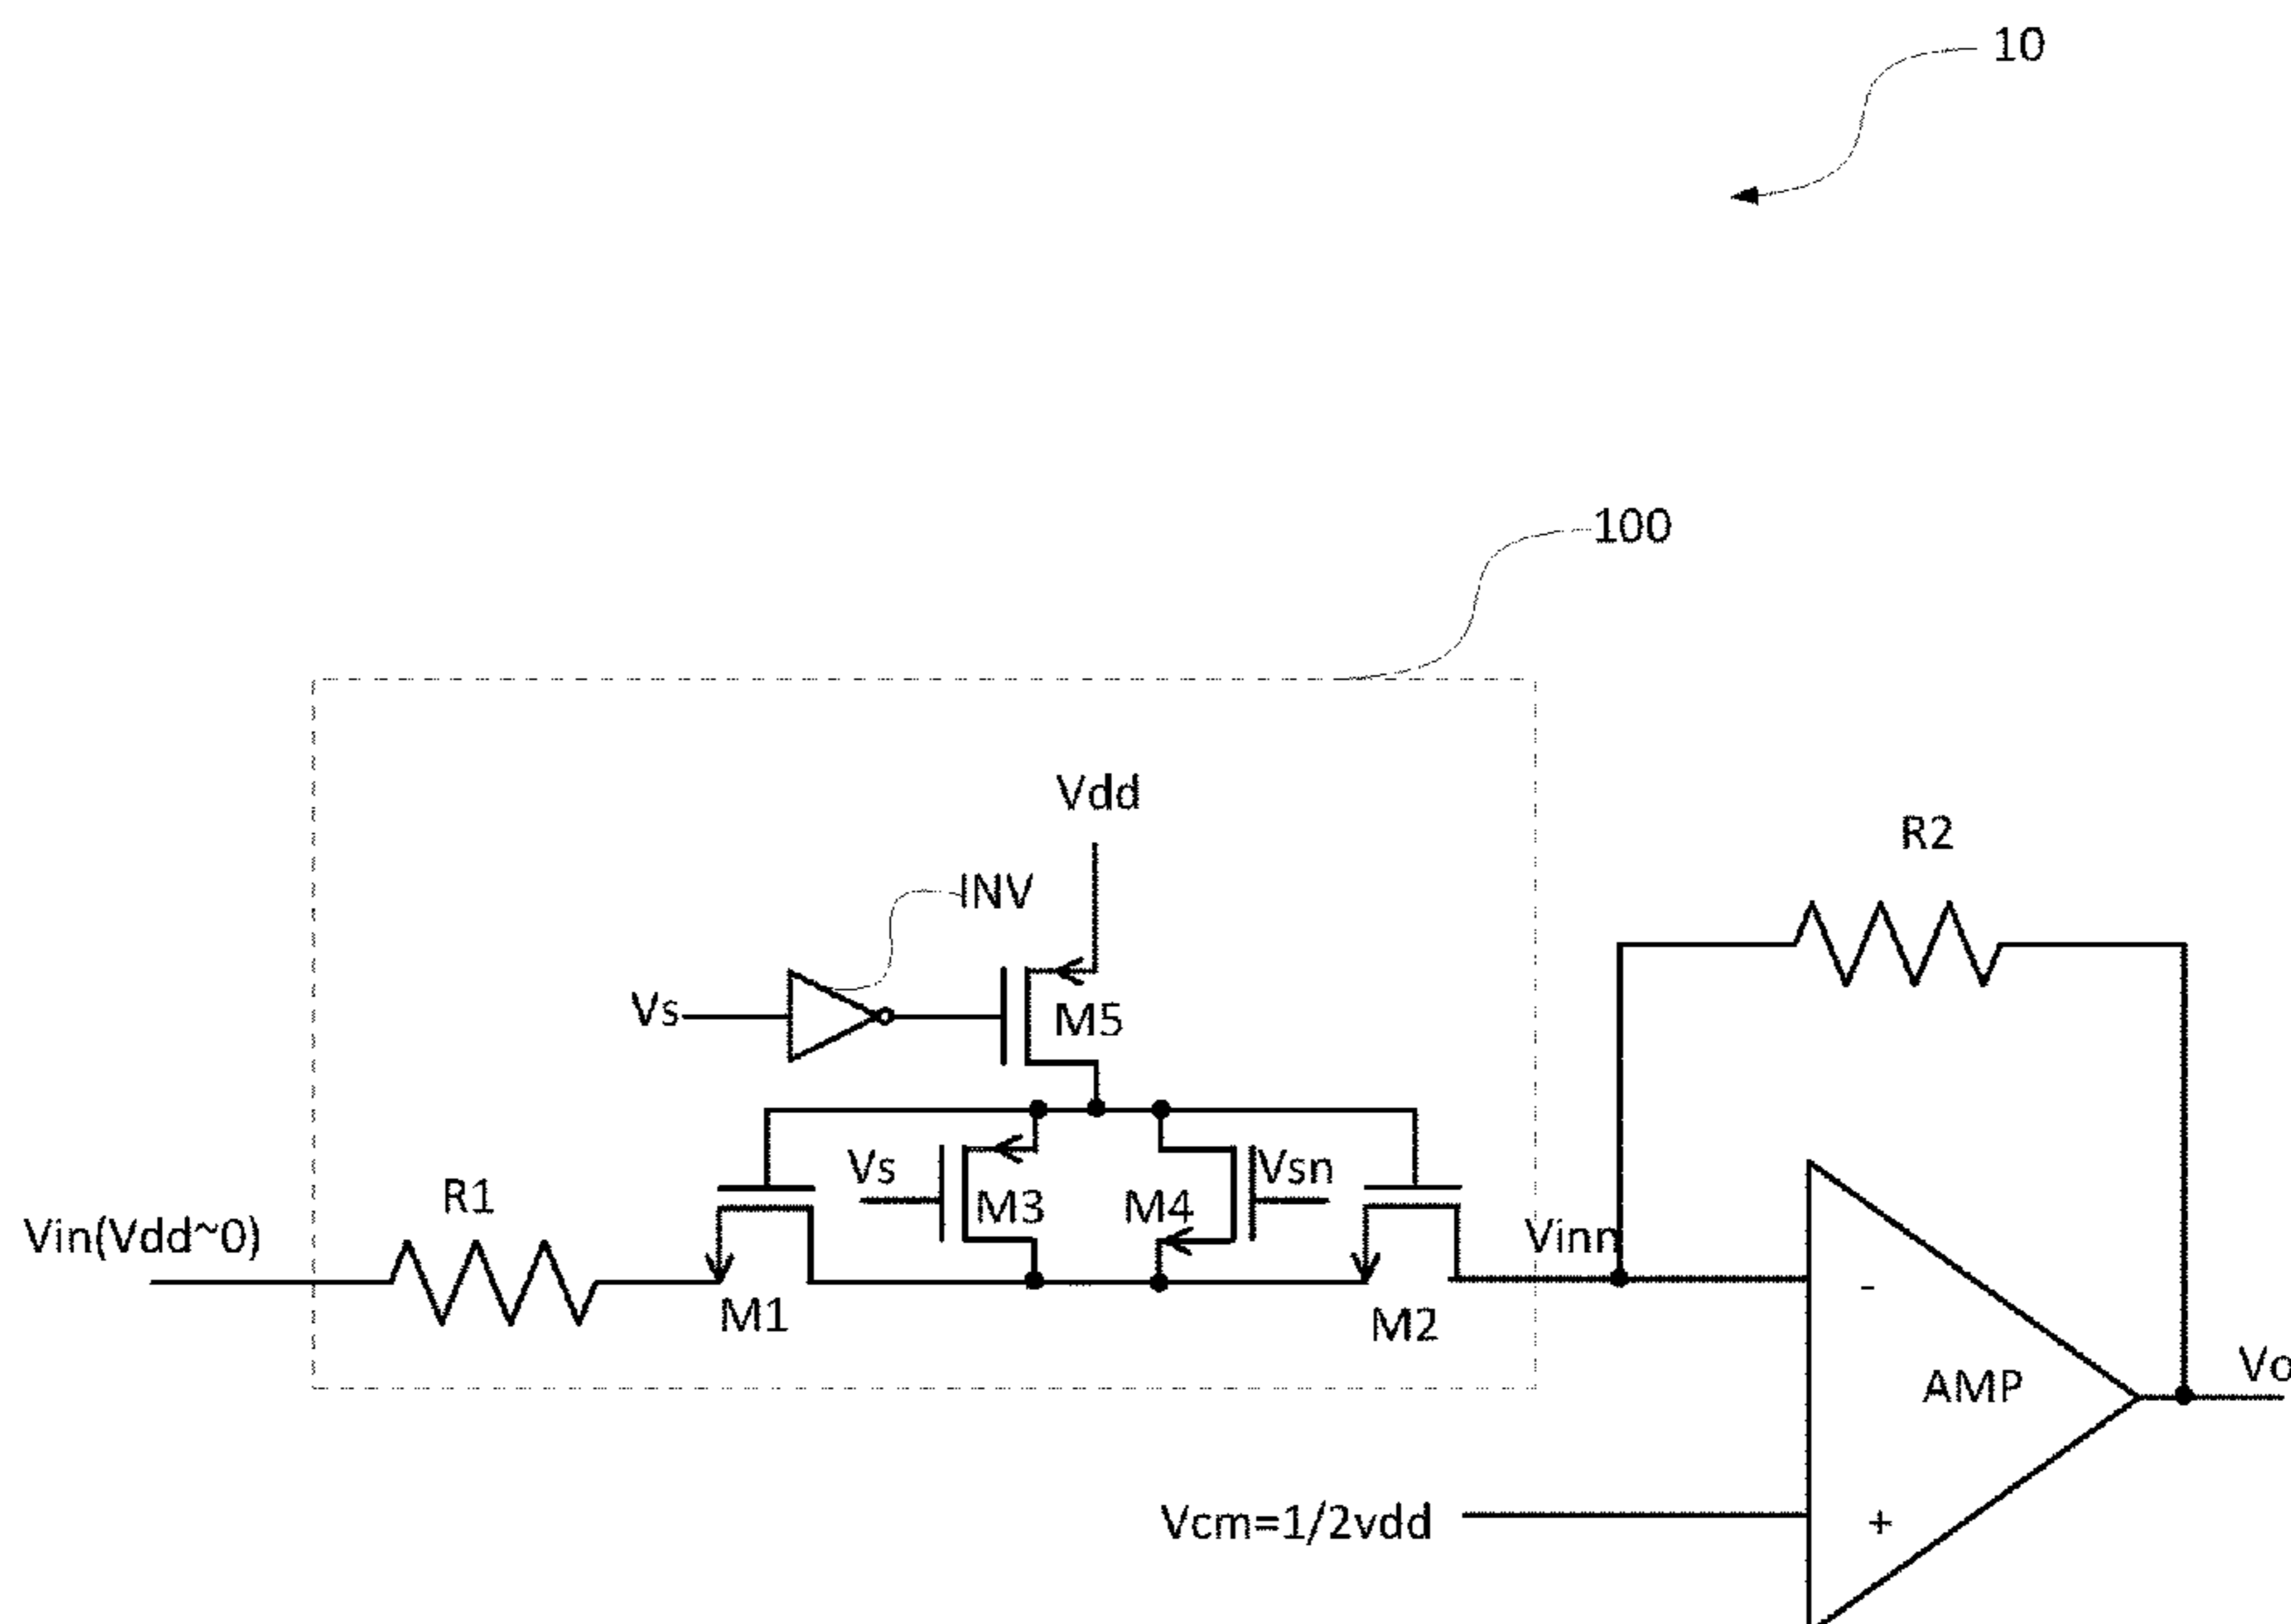 10
100
Vdd
R2
INV
Vs
M5
Vs
Vsn
R1
M3
M4
Vin(Vdd~0)
Vinn
-
M1
M2
Vo
AMP
Vcm=1/2vdd
+